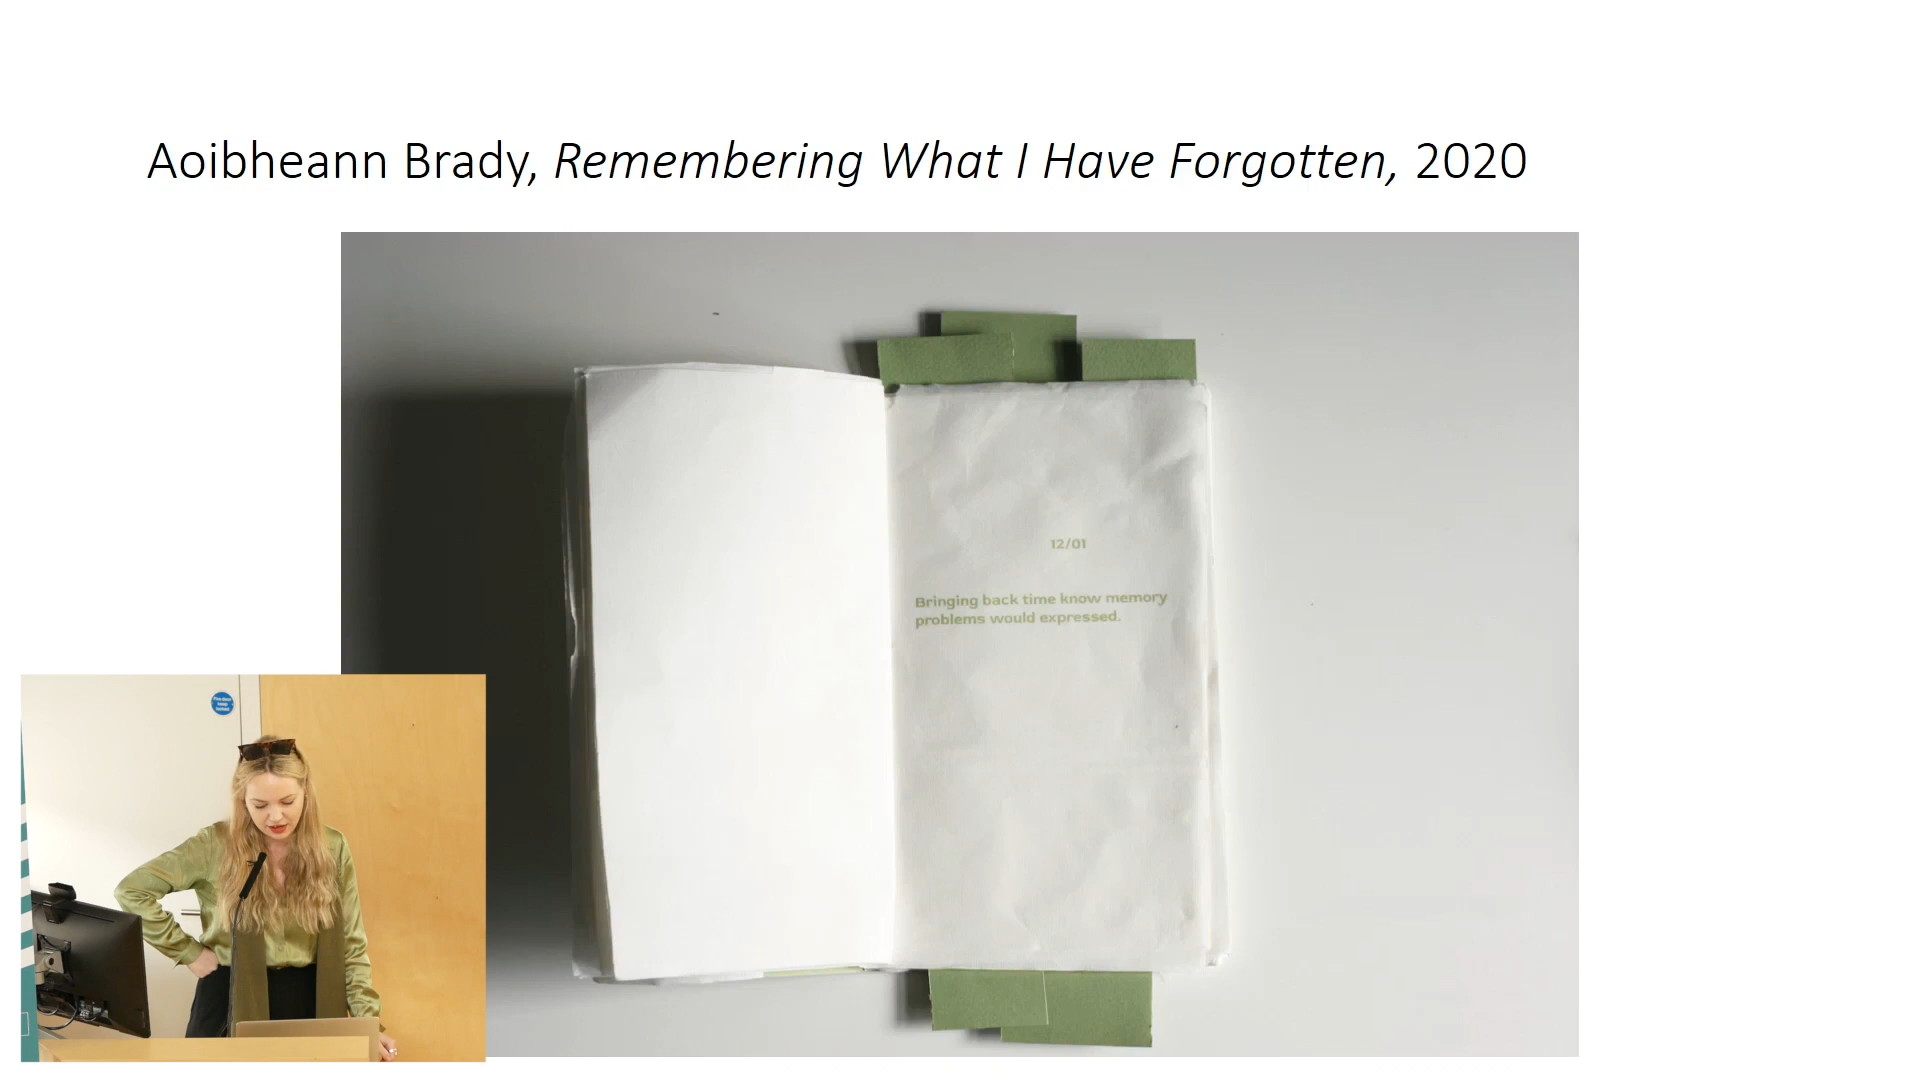 Aoibheann Brady, Remembering What I Have Forgotten, 2020
12/01
Bringing back time know memory
problems would expressed.